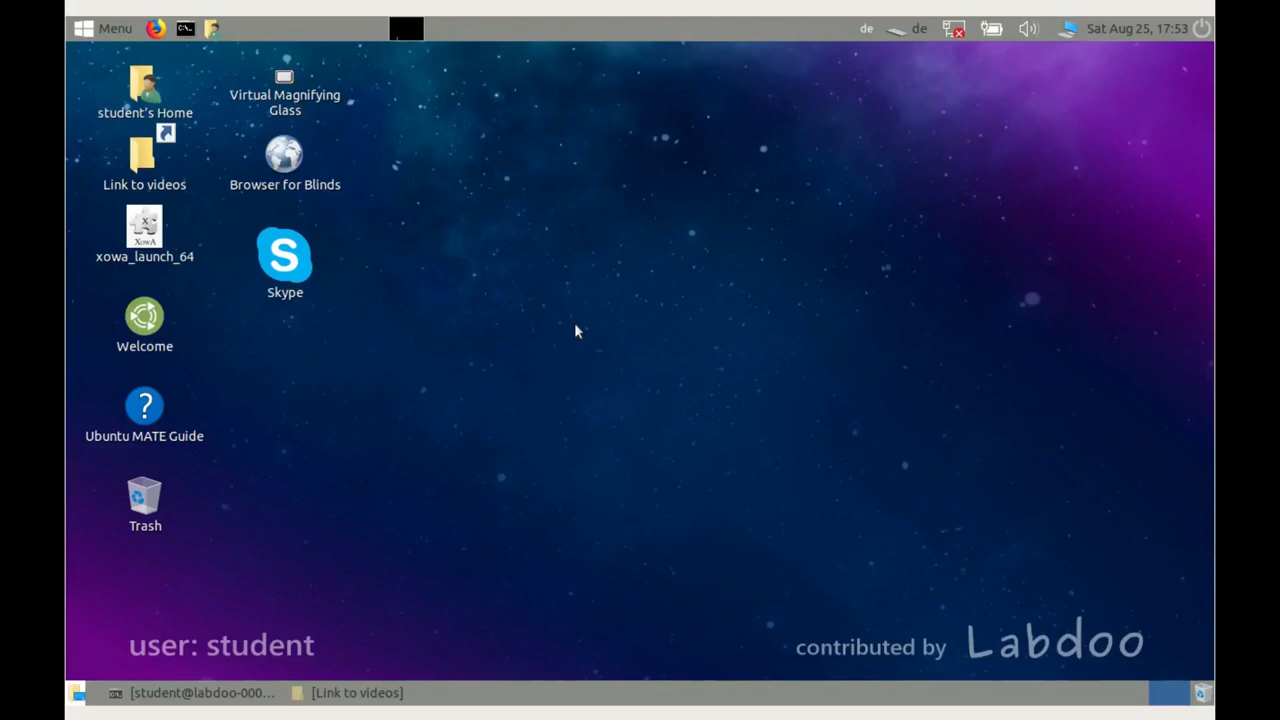 Menu
de
de
Sat Aug 25, 17:53
student's Home
Virtual Magnifying
Glass
Link to videos
Browser for Blinds
X
XOWA
xowa_launch_64
S
Skype
Welcome
?
Ubuntu MATE Guide
Trash
user: student
contributed by Labdoo
[student@labdoo-000...
[Link to videos]